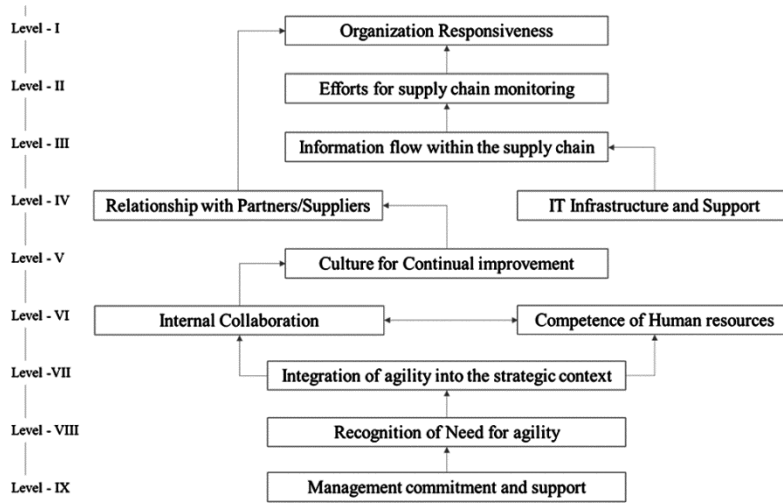 Level - I
Organization Responsiveness
Level - II
Efforts for supply chain monitoring
Level - III
Information flow within the supply chain
Level - IV
Relationship with Partners/Suppliers
IT Infrastructure and Support
Level - V
Culture for Continual improvement
Level - VI
Internal Collaboration
Competence of Human resources
Level -VII
Integration of agility into the strategic context
Level - VIII
Recognition of Need for agility
Level - IX
Management commitment and support